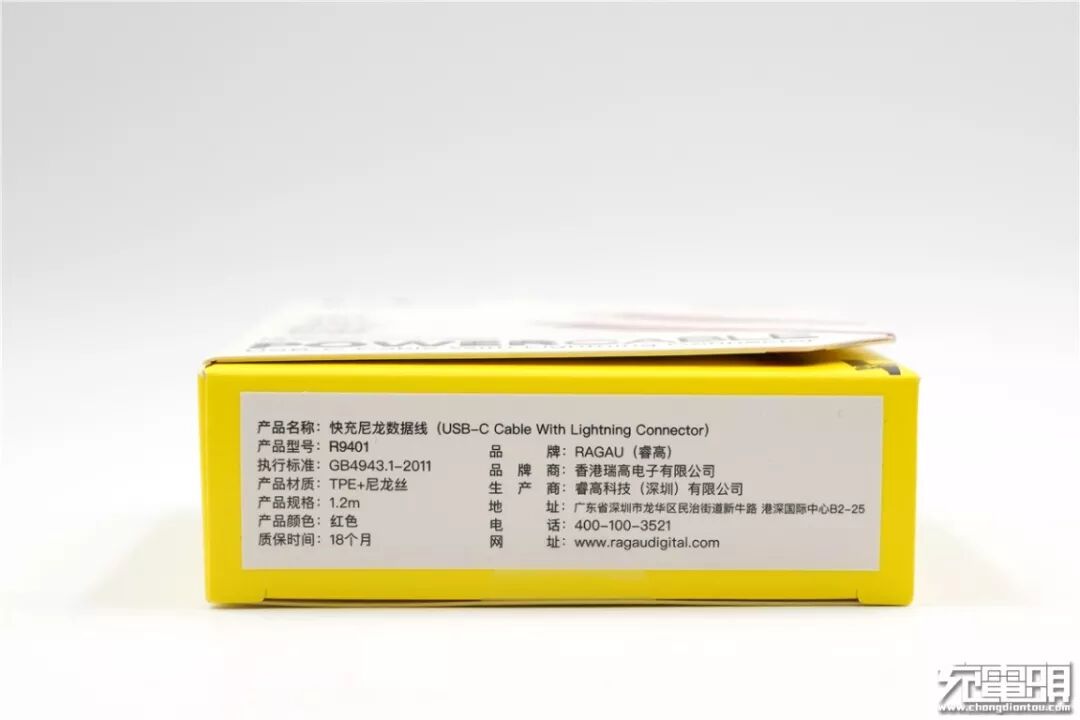 POWER CABLE
产品名称：快充尼龙数据线（USB-C Cable With Lightning Connector）
产品型号：R9401
执行标准：GB4943.1-2011
产品材质：TPE+尼龙丝
产品规格：1.2m
产品颜色：红色
质保时间：18个月
品 牌：RAGAU（睿高）
品 牌 商：香港瑞高电子有限公司
生 产 商：睿高科技（深圳）有限公司
地 址：广东省深圳市龙华区民治街道新牛路 港深国际中心B2-25
电 话：400-100-3521
网 址：www.ragaudigital.com
充電頭
www.chongdiantou.com